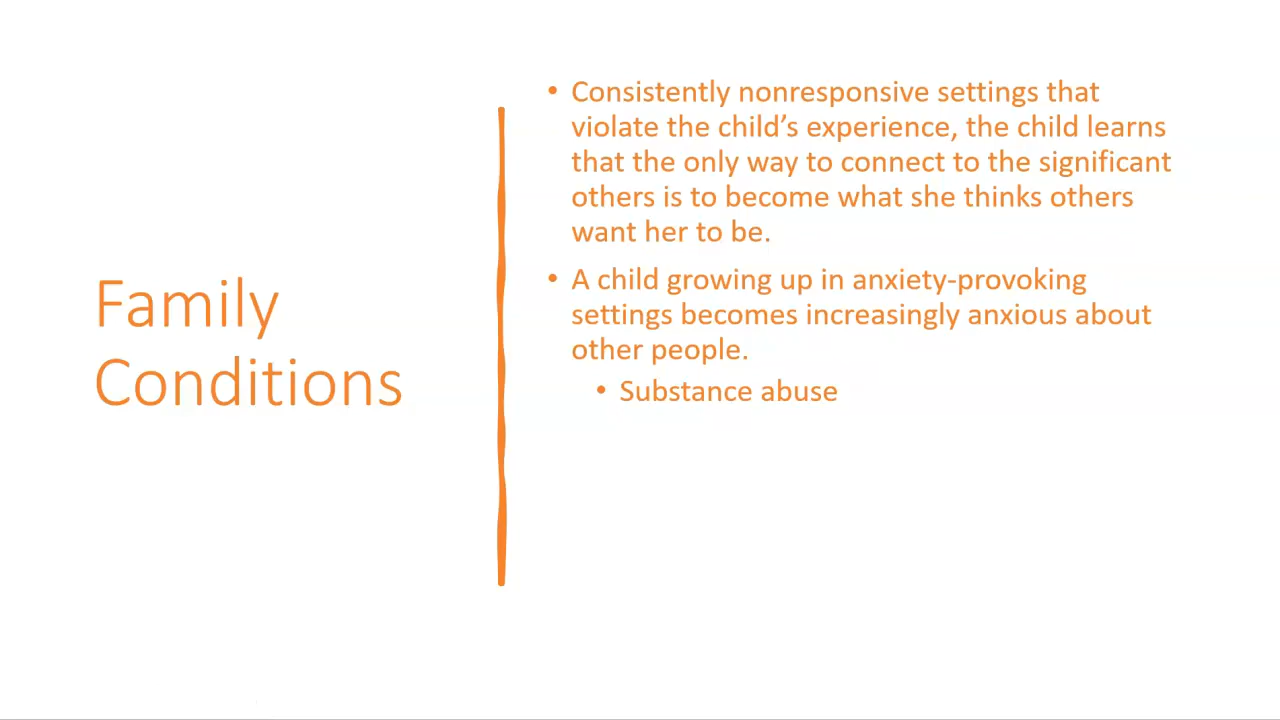 Family
Conditions
• Consistently nonresponsive settings that
violate the child’s experience, the child learns
that the only way to connect to the significant
others is to become what she thinks others
want her to be.
• A child growing up in anxiety-provoking
settings becomes increasingly anxious about
other people.
• Substance abuse